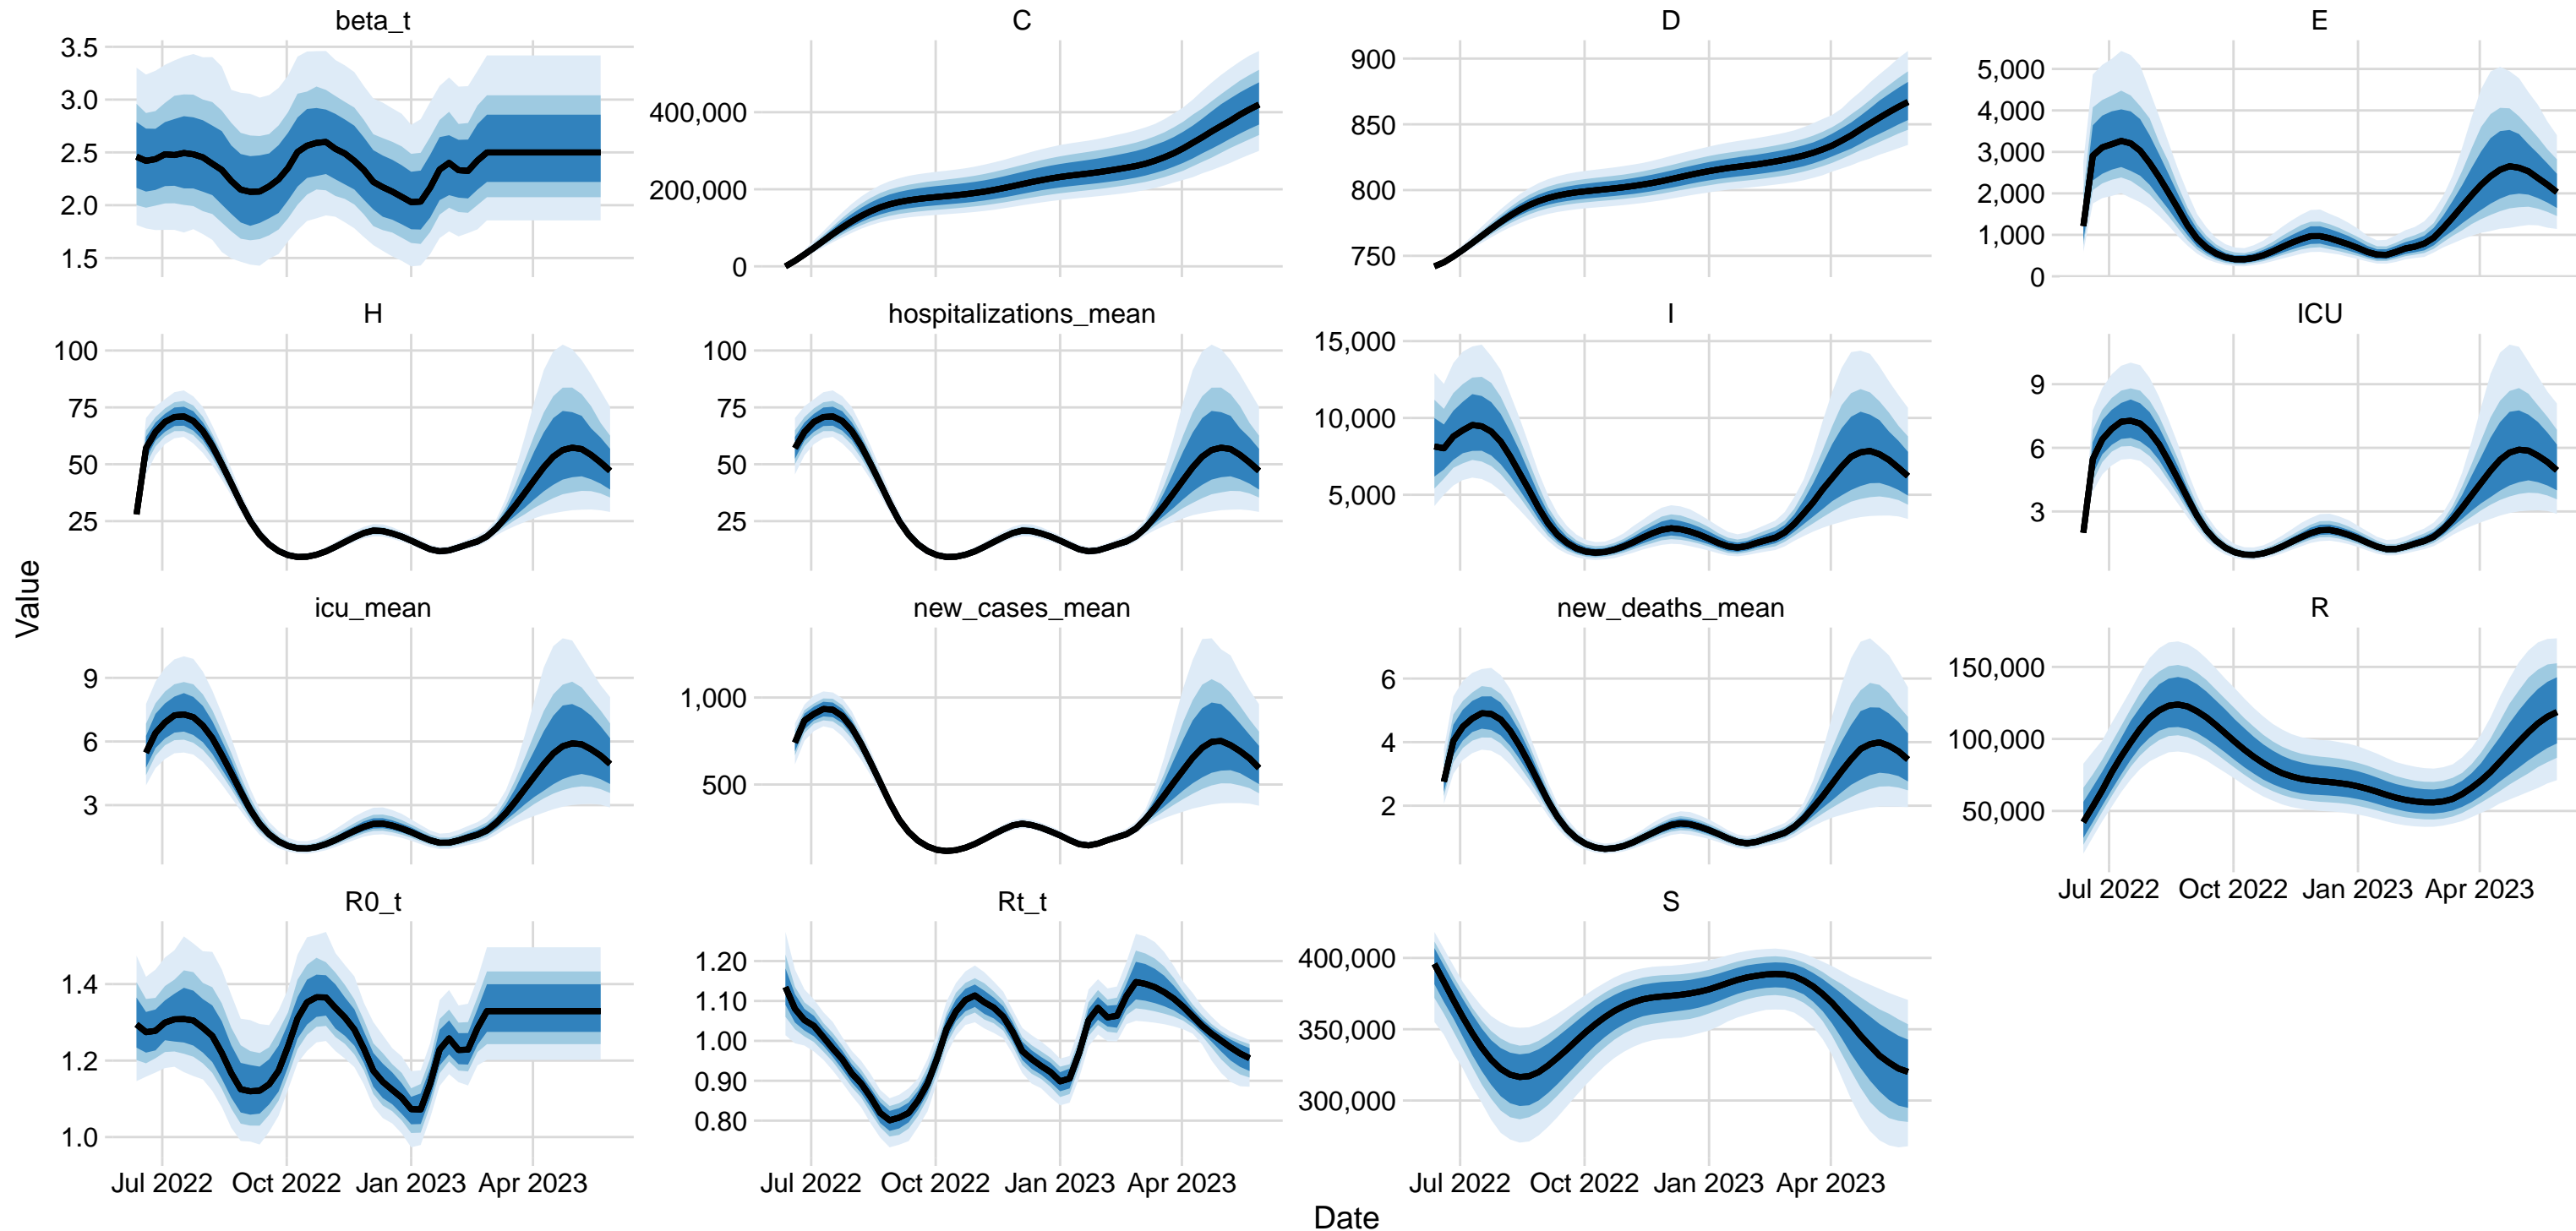 beta_t
C
D
E
3.5
3.0
2.5
2.0
1.5
400,000
200,000
0
900
850
800
750
5,000
4,000
3,000
2,000
1,000
0
H
hospitalizations_mean
I
ICU
100
75
50
25
100
75
50
25
15,000
10,000
5,000
9
6
3
Value
icu_mean
new_cases_mean
new_deaths_mean
R
9
6
3
1,000
500
6
4
2
150,000
100,000
50,000
Jul 2022 Oct 2022 Jan 2023 Apr 2023
R0_t
Rt_t
S
1.4
1.2
1.0
1.20
1.10
1.00
0.90
0.80
400,000
350,000
300,000
Jul 2022 Oct 2022 Jan 2023 Apr 2023
Jul 2022 Oct 2022 Jan 2023 Apr 2023
Jul 2022 Oct 2022 Jan 2023 Apr 2023
Date